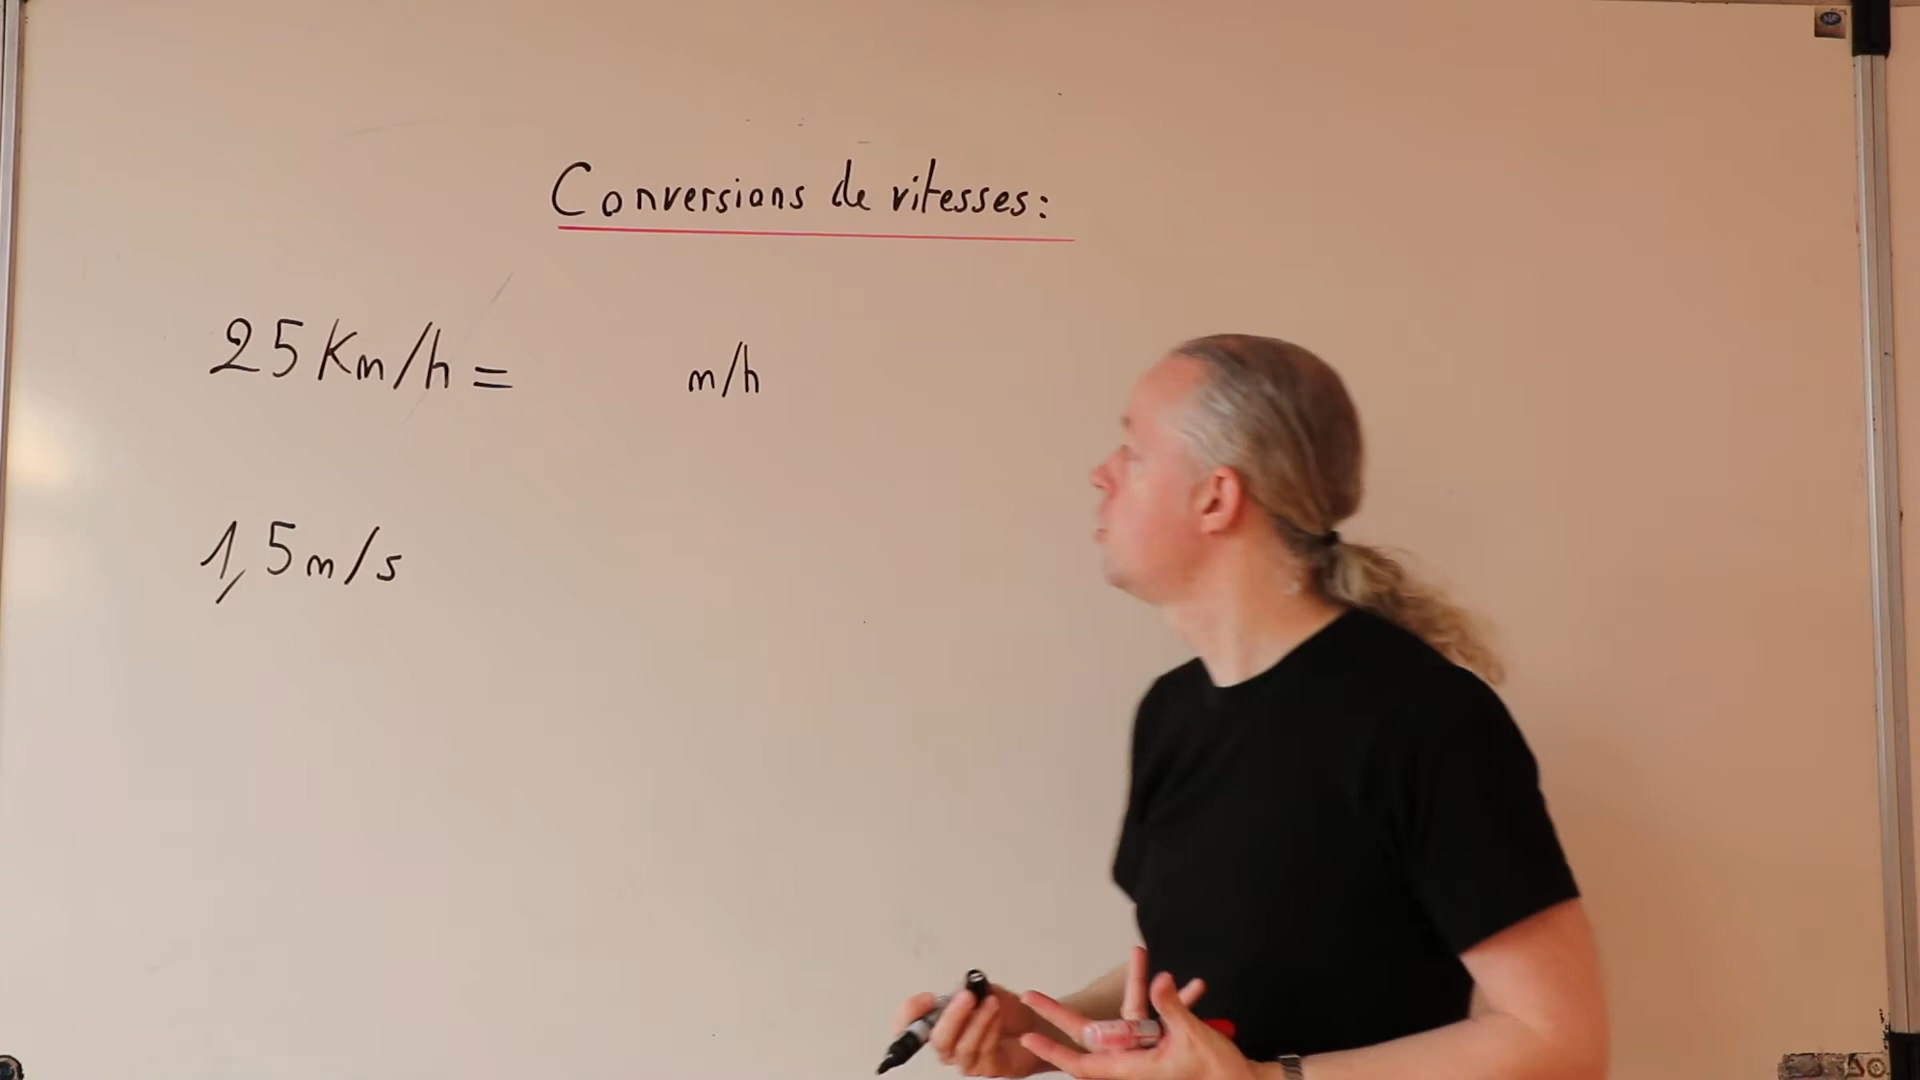 Conversions de vitesses:
25 Km/h = m/h
1,5 m/s